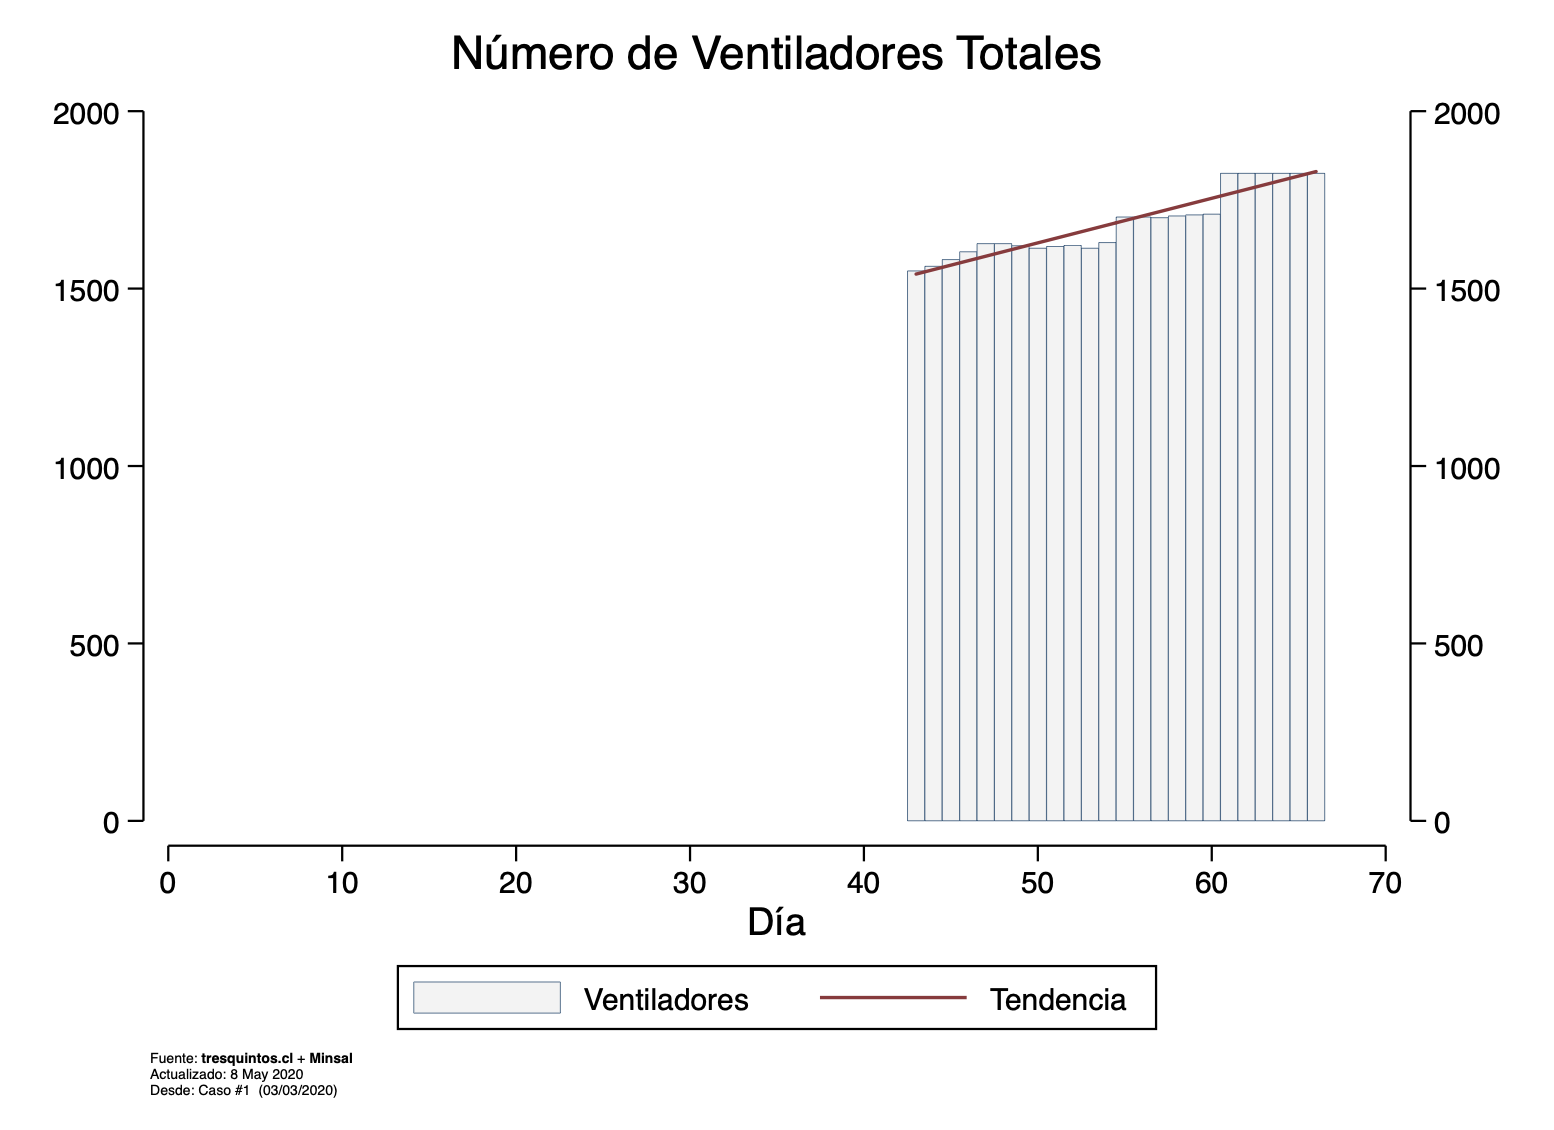 Número de Ventiladores Totales
2000 2000
1500 1500
1000 1000
500 500
0 0
0 10 20 30 40 50 60 70
Día
Ventiladores Tendencia
Fuente: tresquintos.cl + Minsal
Actualizado: 8 May 2020
Desde: Caso #1 (03/03/2020)